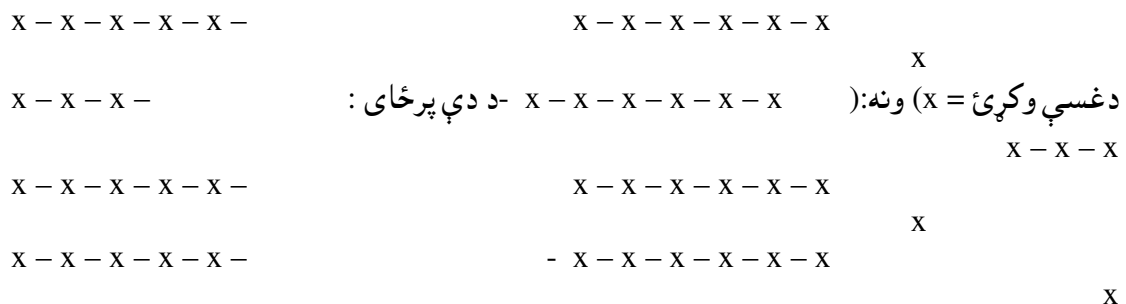 x – x – x – x – x – x x – x – x – x – x –
x
دغسې وکړئ = x) ونه:( x – x – x – x – x – x -د دې پرځای : x – x – x –
x – x – x
x – x – x – x – x – x x – x – x – x – x –
x
- x – x – x – x – x – x x – x – x – x – x –
x